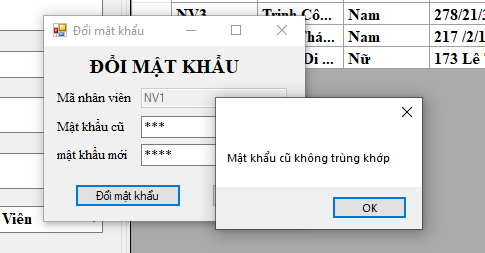 NV3 Trịnh Cô... Nam 278/21/3
Nam 217 /2/1
Nữ 173 Lê
Đổi mật khẩu
ĐỔI MẬT KHẨU
Mã nhân viên NV1
Mật khẩu cũ ***
mật khẩu mới ****
Đổi mật khẩu
Mật khẩu cũ không trùng khớp
OK
Viên